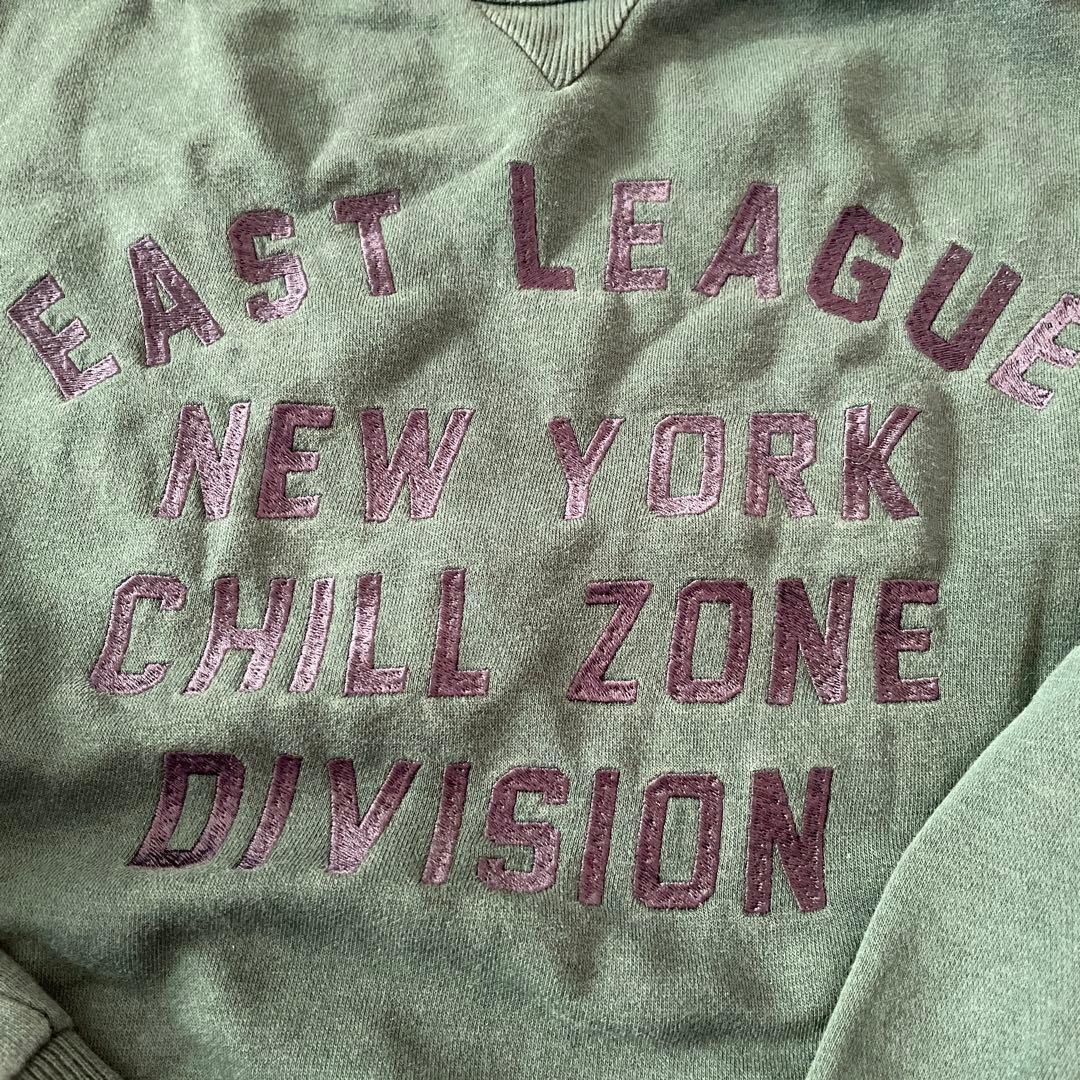 EAST LEAGUE
NEW YORK
CHILL ZONE
DIVISION